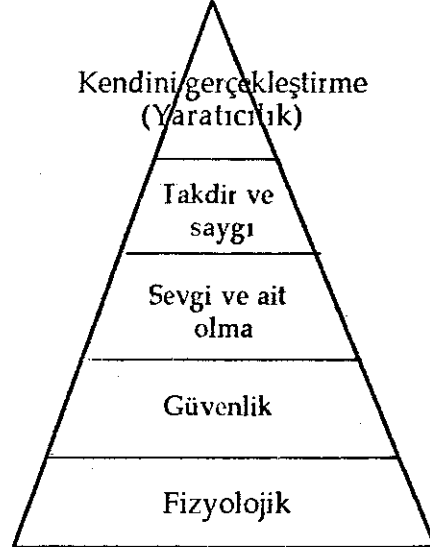 Kendini gerçekleştirme
(Yaratıcılık)
Takdir ve
saygı
Sevgi ve ait
olma
Güvenlik
Fizyolojik